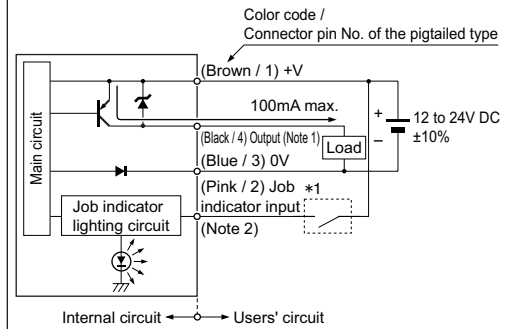 Color code /
Connector pin No. of the pigtailed type
(Brown / 1) +V
100mA max.
+
12 to 24V DC
±10%
−
(Black / 4) Output (Note 1)
Load
Main circuit
(Blue / 3) 0V
(Pink / 2) Job
indicator input
*1
(Note 2)
Job indicator
lighting circuit
Internal circuit
Users' circuit